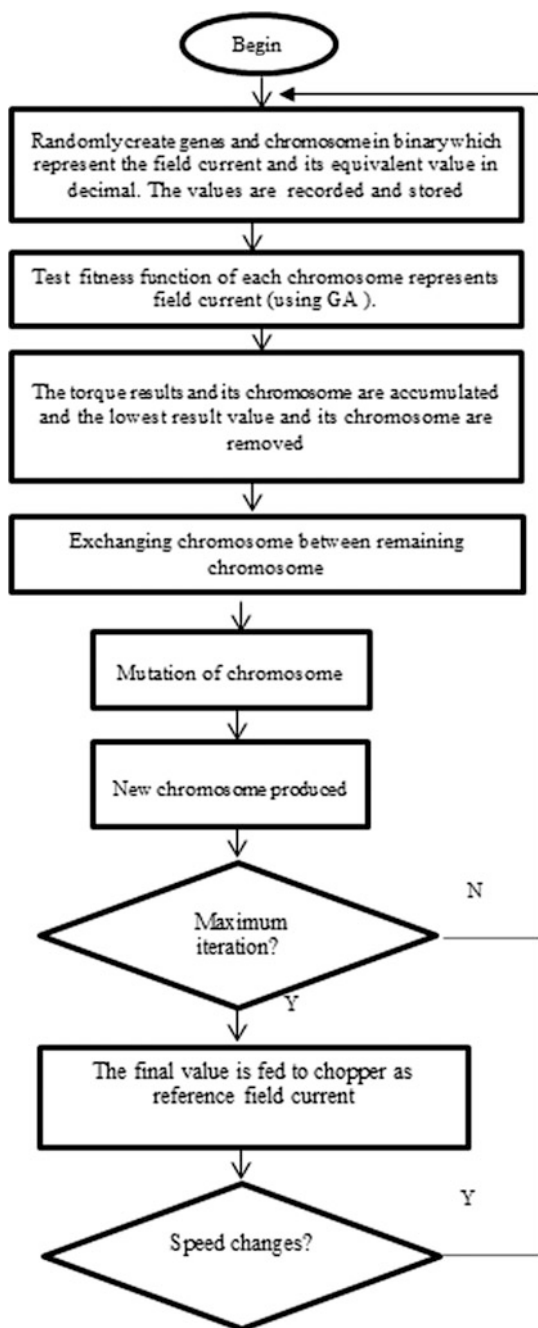 Begin
Randomly create genes and chromosome in binary which
represent the field current and its equivalent value in
decimal. The values are recorded and stored
Test fitness function of each chromosome represents
field current (using GA ).
The torque results and its chromosome are accumulated
and the lowest result value and its chromosome are
removed
Exchanging chromosome between remaining
chromosome
Mutation of chromosome
New chromosome produced
Maximum
iteration?
N
Y
The final value is fed to chopper as
reference field current
Speed changes?
Y